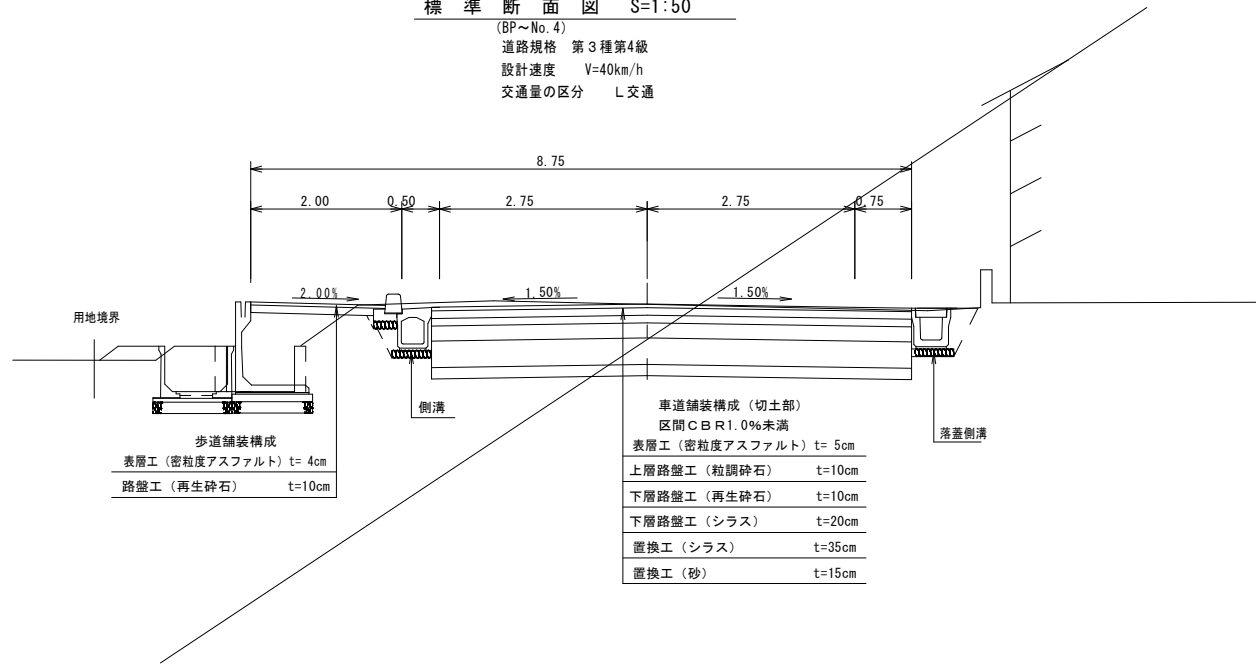 標 準 断 面 図 S=1:50
(BP～No.4)
道路規格 第３種第4級
設計速度 V=40km/h
交通量の区分 Ｌ交通
8.75
2.00 0.50 2.75 2.75 0.75
2.00% 1.50% 1.50%
用地境界
側溝
落蓋側溝
歩道舗装構成
表層工（密粒度アスファルト）t= 4cm
路盤工（再生砕石） t=10cm
車道舗装構成（切土部）
区間ＣＢＲ1.0%未満
表層工（密粒度アスファルト）t= 5cm
上層路盤工（粒調砕石） t=10cm
下層路盤工（再生砕石） t=10cm
下層路盤工（シラス） t=20cm
置換工（シラス） t=35cm
置換工（砂） t=15cm